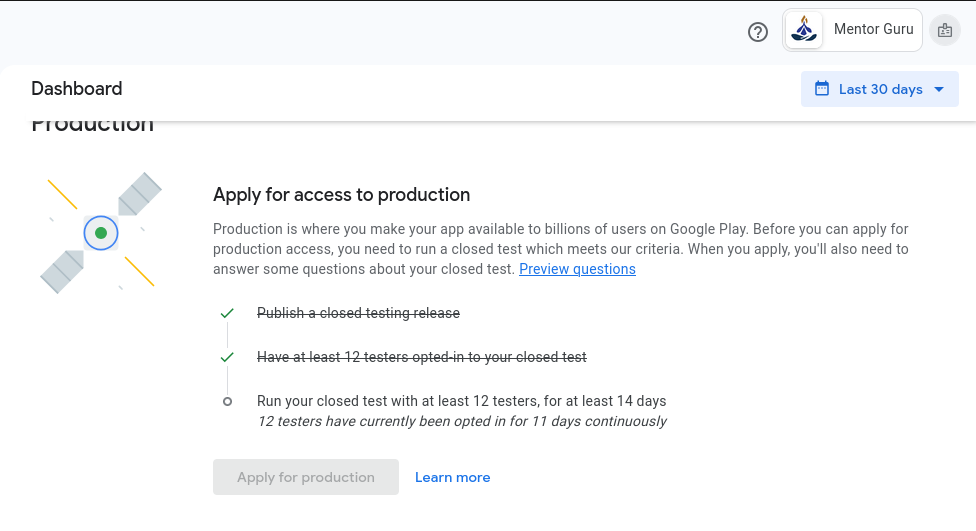 Mentor Guru
Dashboard
Last 30 days
Production
Apply for access to production
Production is where you make your app available to billions of users on Google Play. Before you can apply for
production access, you need to run a closed test which meets our criteria. When you apply, you'll also need to
answer some questions about your closed test. Preview questions
Publish a closed testing release
Have at least 12 testers opted-in to your closed test
Run your closed test with at least 12 testers, for at least 14 days
12 testers have currently been opted in for 11 days continuously
Apply for production
Learn more